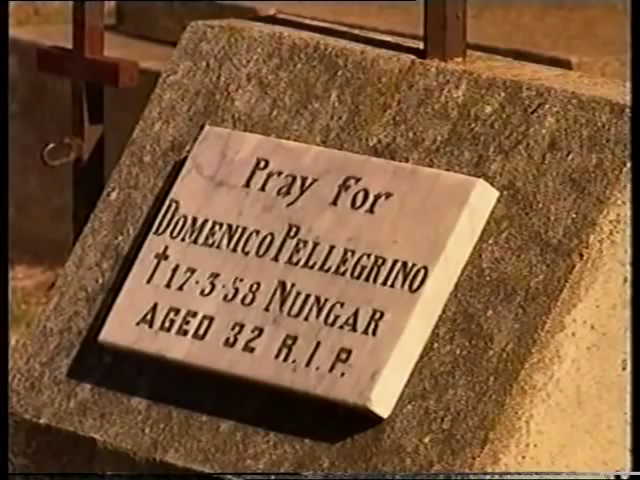 Pray for
DOMENICO PELLEGRINO
†17·3·58 NUNGAR
AGED 32 R.I.P.